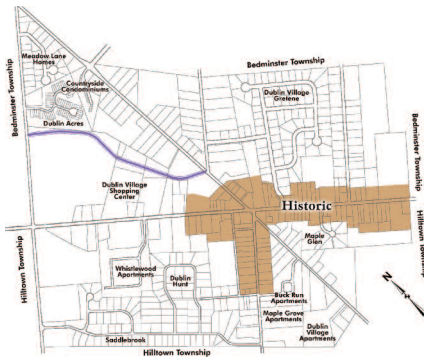 Meadow Lane
Homes
Countryside
Condominiums
Dublin Acres
Bedminster Township
Bedminster Township
Dublin Village
Gretene
Bedminster Township
Dublin Village
Shopping
Center
Historic
Maple
Glen
Hilltown Township
Hilltown Township
Whistlewood
Apartments
Dublin
Hunt
Buck Run
Apartments
Maple Grove
Apartments
Dublin
Village
Apartments
Saddlebrook
Hilltown Township
N